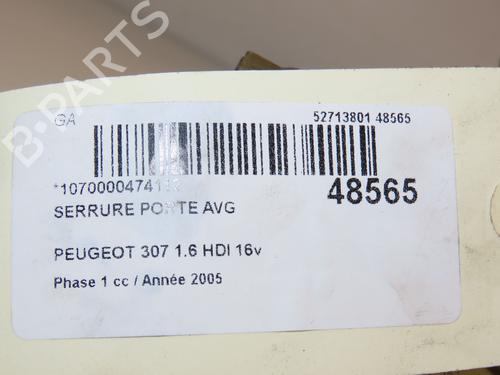 GA
52713801 48565
48565
SERRURE PORTE AVG
PEUGEOT 307 1.6 HDI 16v
Phase 1 cc / Année 2005
B-PARTS